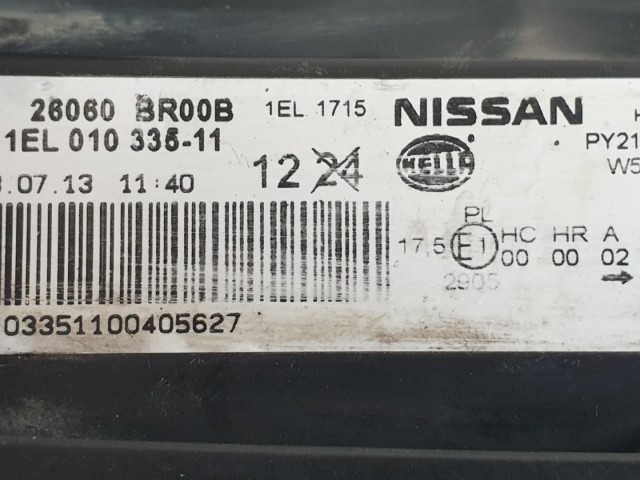 26060 BR00B 1EL 1715 NISSAN H
1EL 010 335-11 PY21
.07.13 11:40 12 24 HELLA W5
PL
17,5 E1 HC HR A
00 00 02
2905
03351100405627